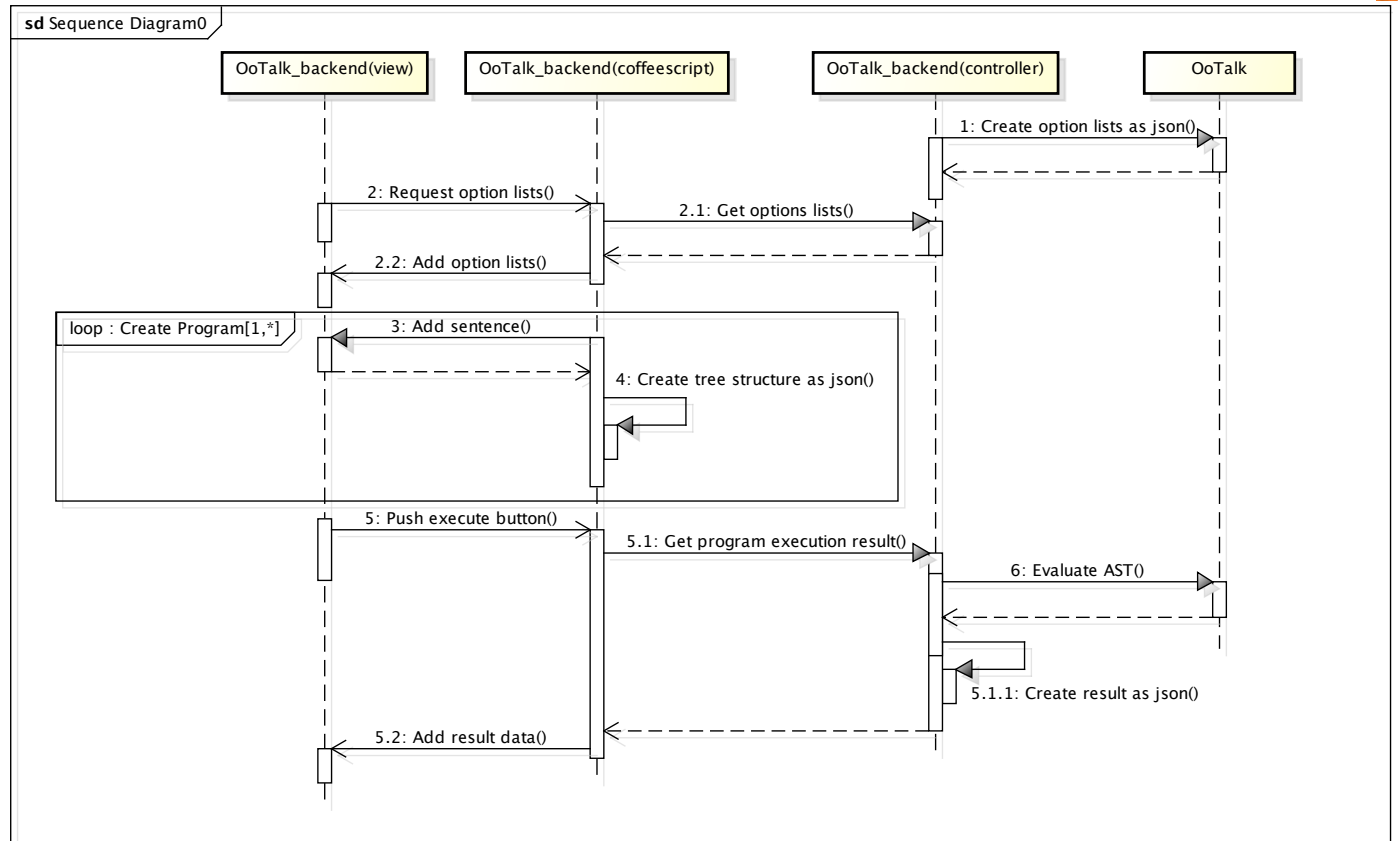 sd Sequence Diagram0
OoTalk_backend(view)
OoTalk_backend(coffeescript)
OoTalk_backend(controller)
OoTalk
1: Create option lists as json()
2: Request option lists()
2.1: Get options lists()
2.2: Add option lists()
loop : Create Program[1,*]
3: Add sentence()
4: Create tree structure as json()
5: Push execute button()
5.1: Get program execution result()
6: Evaluate AST()
5.1.1: Create result as json()
5.2: Add result data()